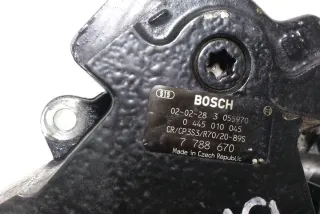 BOSCH
02-02-28 3 055970
0 445 010 045
CR/CP3S3/R70/20-89S
7 788 670
Made in Czech Republic